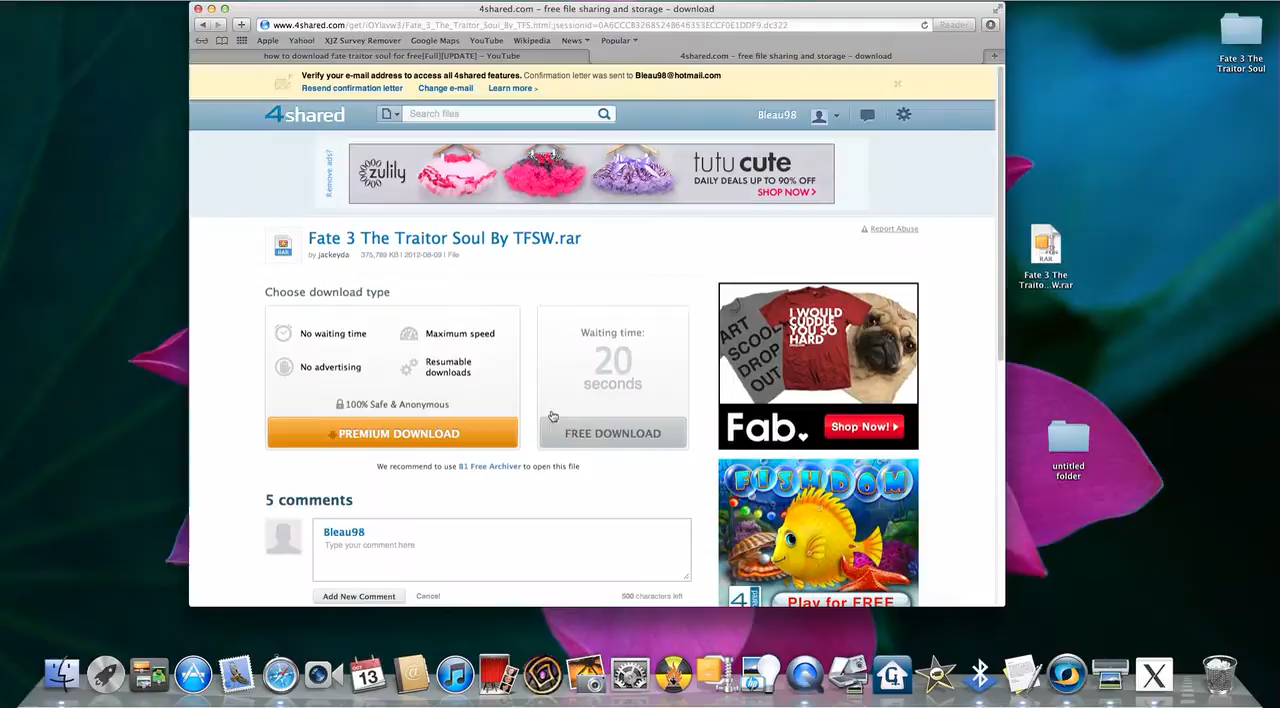 4shared.com – free file sharing and storage – download
www.4shared.com/get/iOYlavw3/Fate_3_The_Traitor_Soul_By_TFS.html;jsessionid=0A6CCCB3268524B646353ECCF0E1DDF9.dc322
Reader
Apple Yahoo! XJZ Survey Remover Google Maps YouTube Wikipedia News Popular
how to download fate traitor soul for free[Full][UPDATE] – YouTube
4shared.com – free file sharing and storage – download
Verify your e-mail address to access all 4shared features. Confirmation letter was sent to Bleau98@hotmail.com
Resend confirmation letter Change e-mail Learn more >
4shared
Search files
Bleau98
Remove ads?
zulily
tutu cute
DAILY DEALS UP TO 90% OFF
SHOP NOW >
RAR
Fate 3 The Traitor Soul By TFSW.rar
by jackeyda 375,789 KB | 2012-08-09 | File
Report Abuse
Choose download type
No waiting time
Maximum speed
No advertising
Resumable
downloads
100% Safe & Anonymous
PREMIUM DOWNLOAD
Waiting time:
20
seconds
FREE DOWNLOAD
We recommend to use B1 Free Archiver to open this file
5 comments
Bleau98
Type your comment here
Add New Comment
Cancel
500 characters left
ART
SCOOL
DROP
OUT
I WOULD
CUDDLE
YOU SO
HARD
Fab.
Shop Now!
FISHDOM
4
Play for FREE
Fate 3 The
Traitor Soul
RAR
Fate 3 The
Traito...W.rar
untitled
folder
OCT
13
X